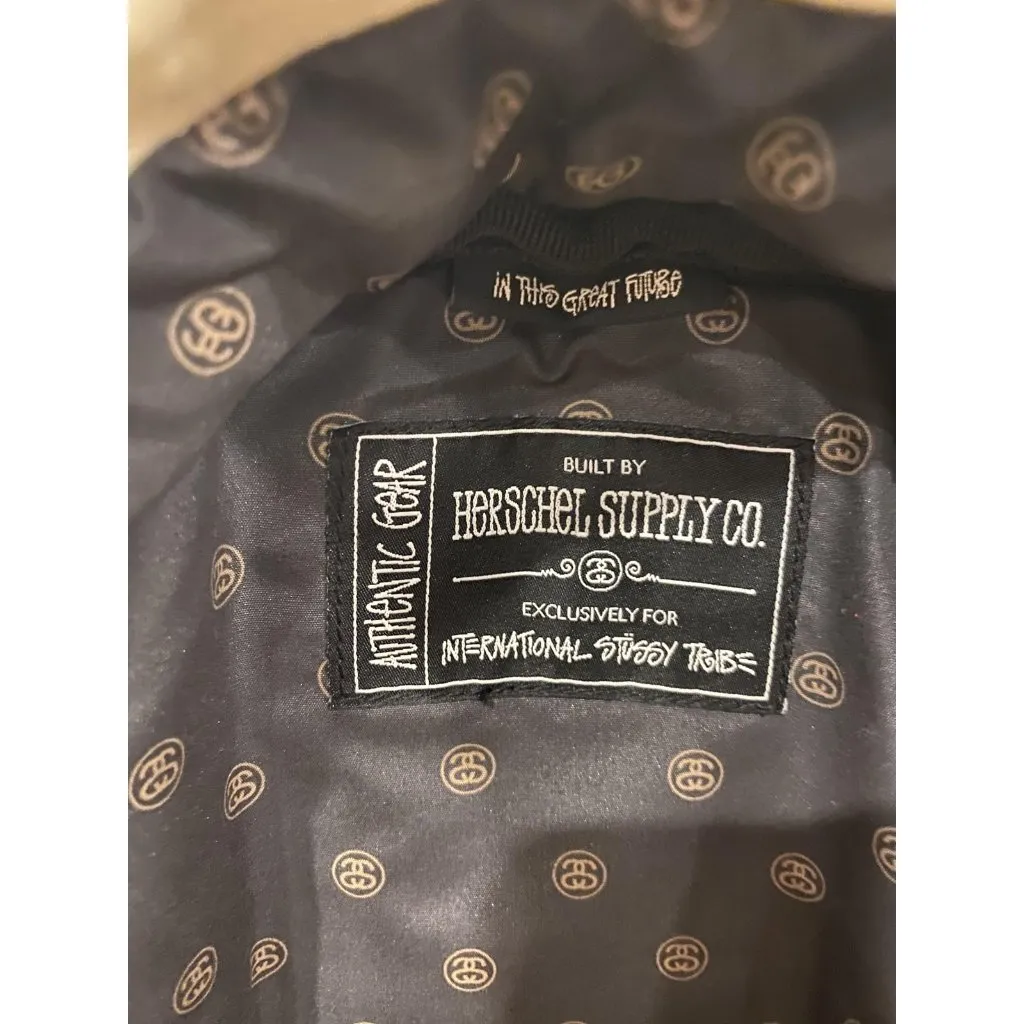 IN THIS GREAT FUTURE
AUTHENTIC GEAR
BUILT BY
HERSCHEL SUPPLY CO.
EXCLUSIVELY FOR
INTERNATIONAL STÜSSY TRIBE